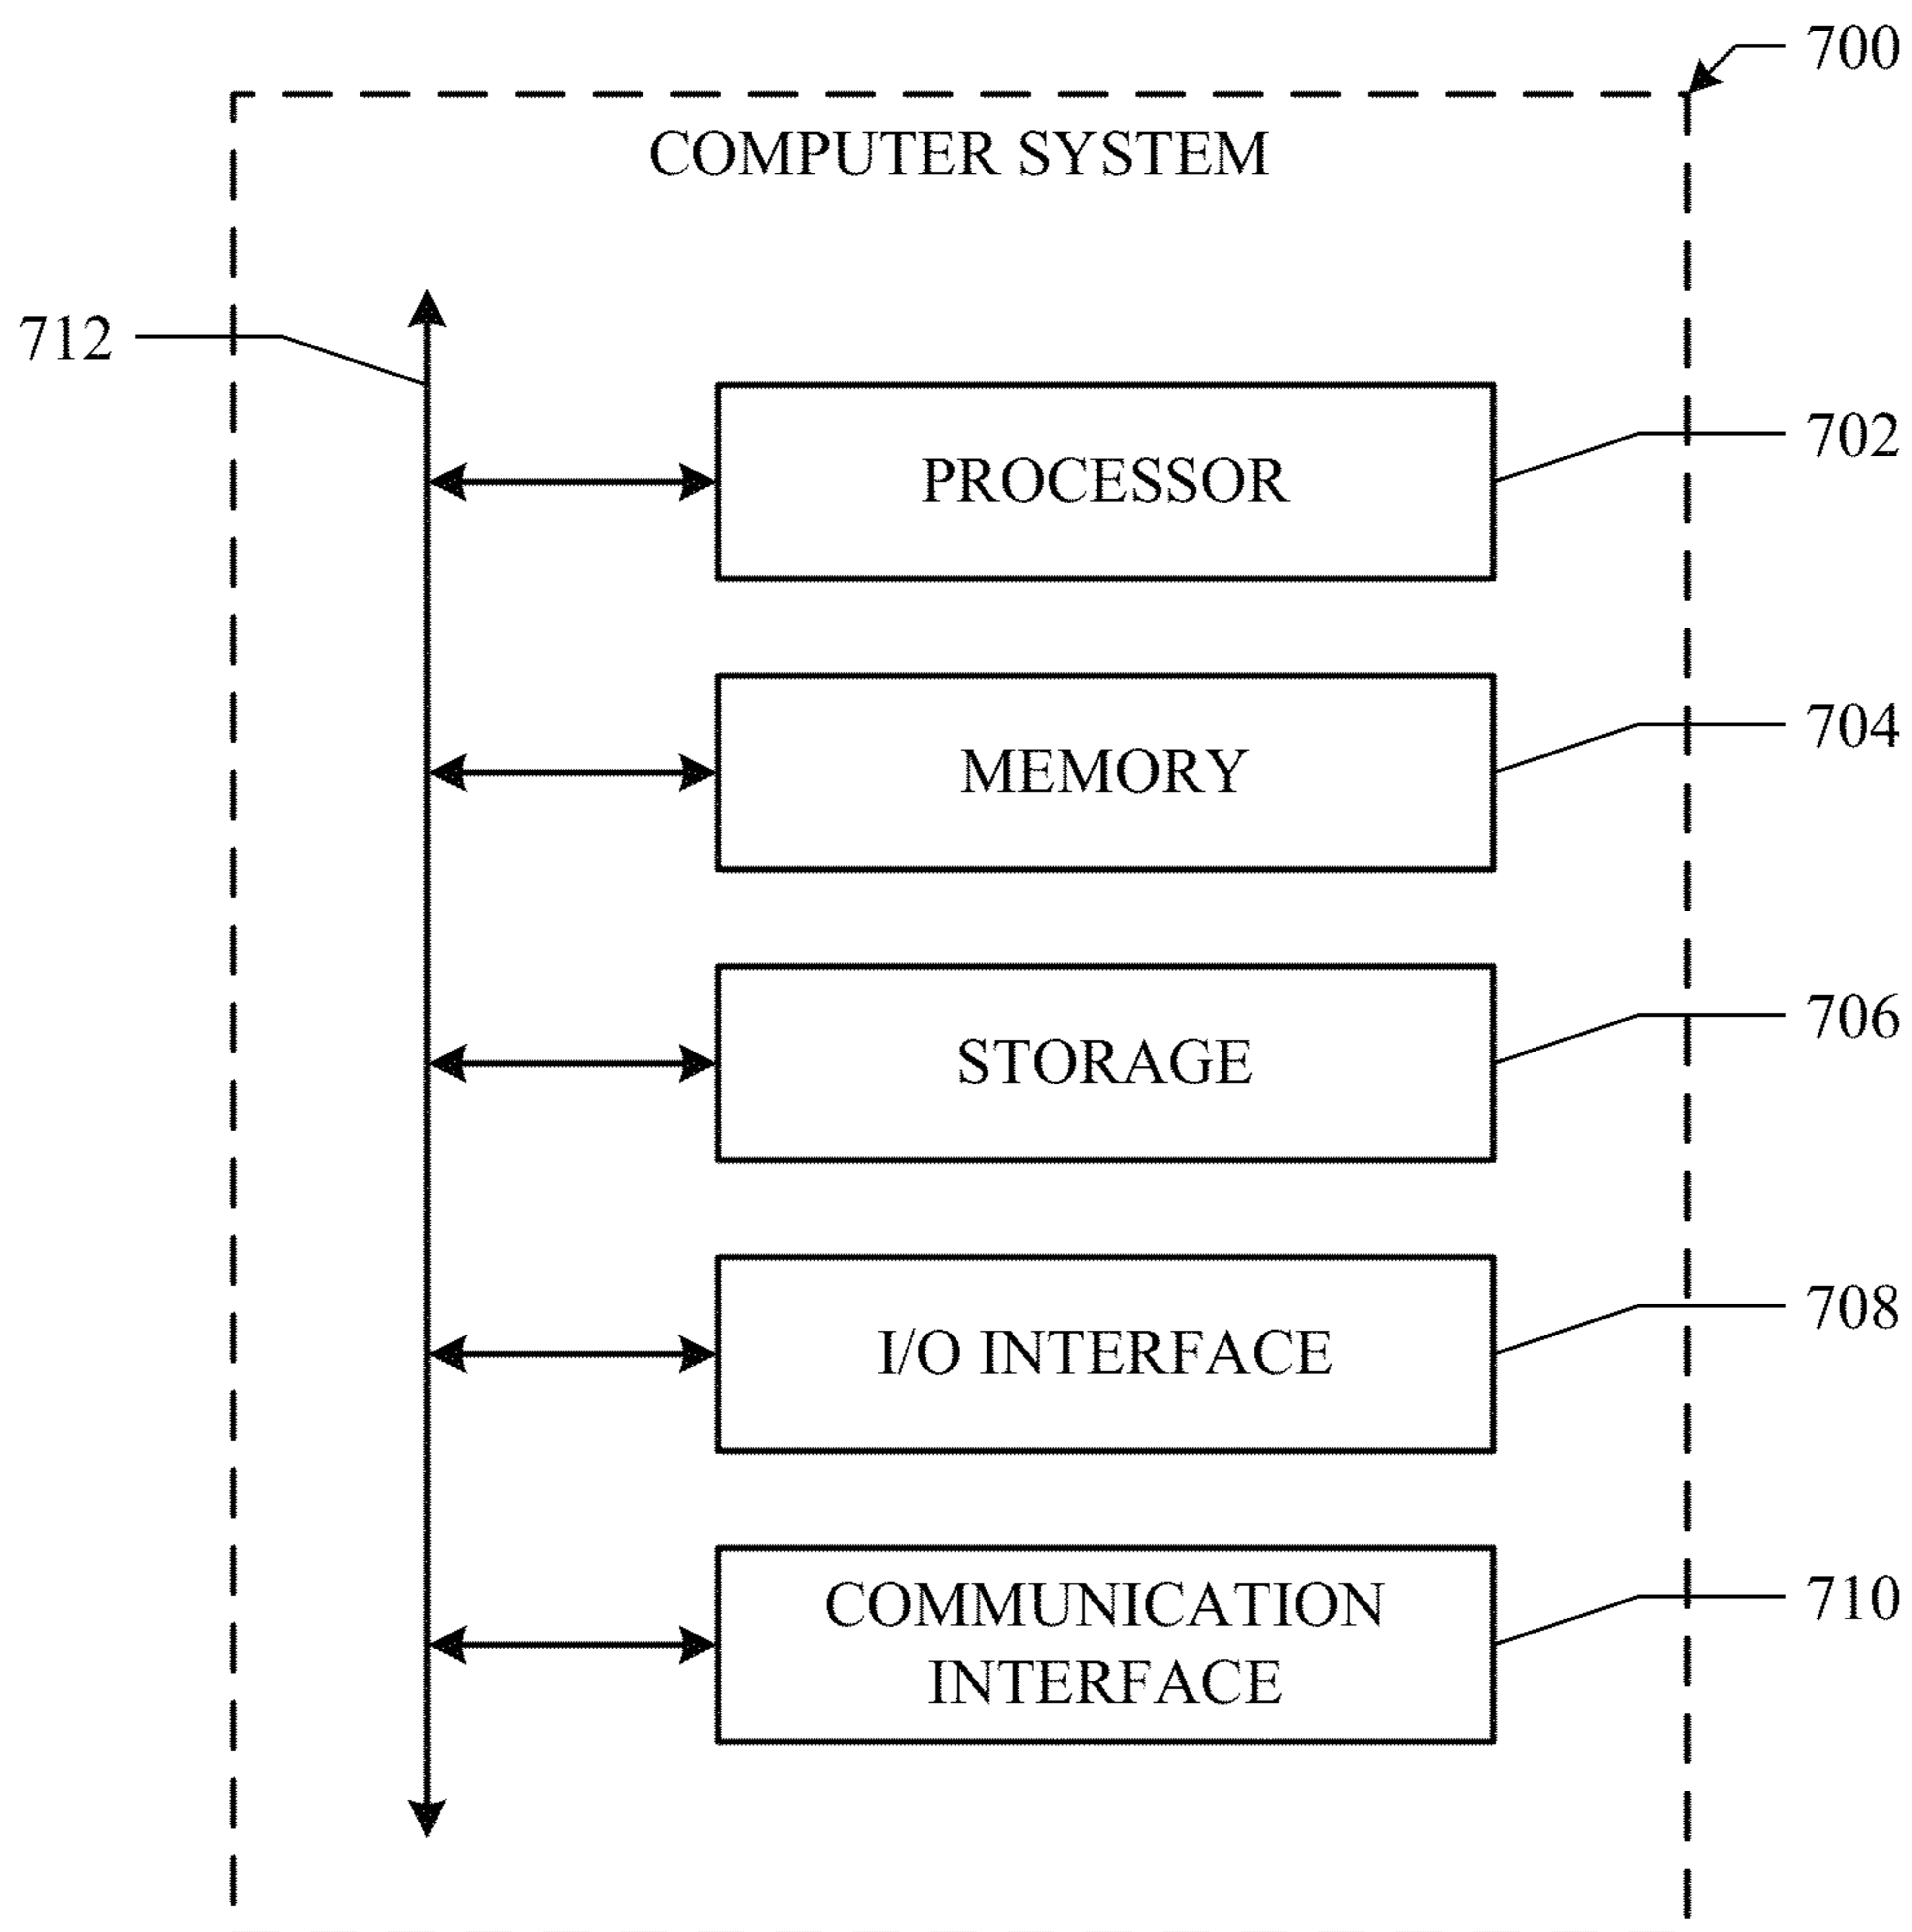 700
COMPUTER SYSTEM
712
PROCESSOR
702
MEMORY
704
STORAGE
706
I/O INTERFACE
708
COMMUNICATION
INTERFACE
710